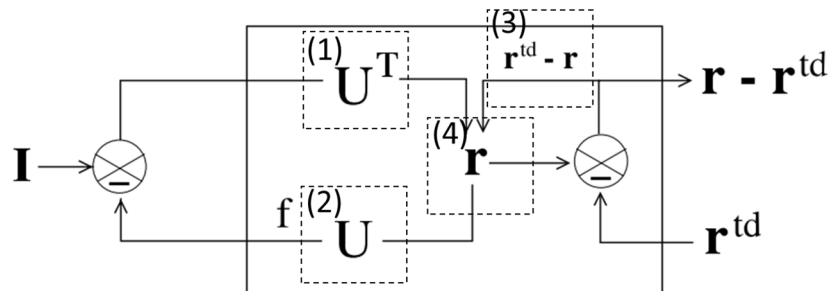 (1)
U^T
(3)
r^td - r
r - r^td
I
(4)
r
f
(2)
U
r^td